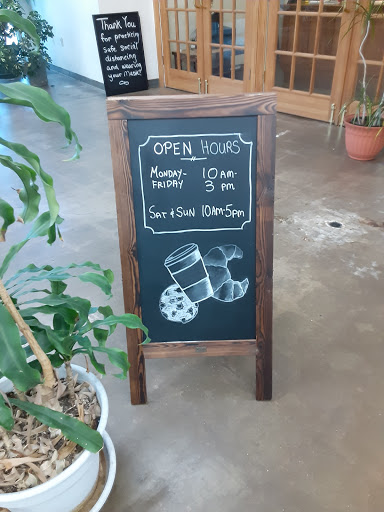 Thank You
for practicing
safe social
distancing
and wearing
your mask!
OPEN HOURS
MONDAY- 10 AM-
FRIDAY 3 PM
SAT & SUN 10AM-5PM